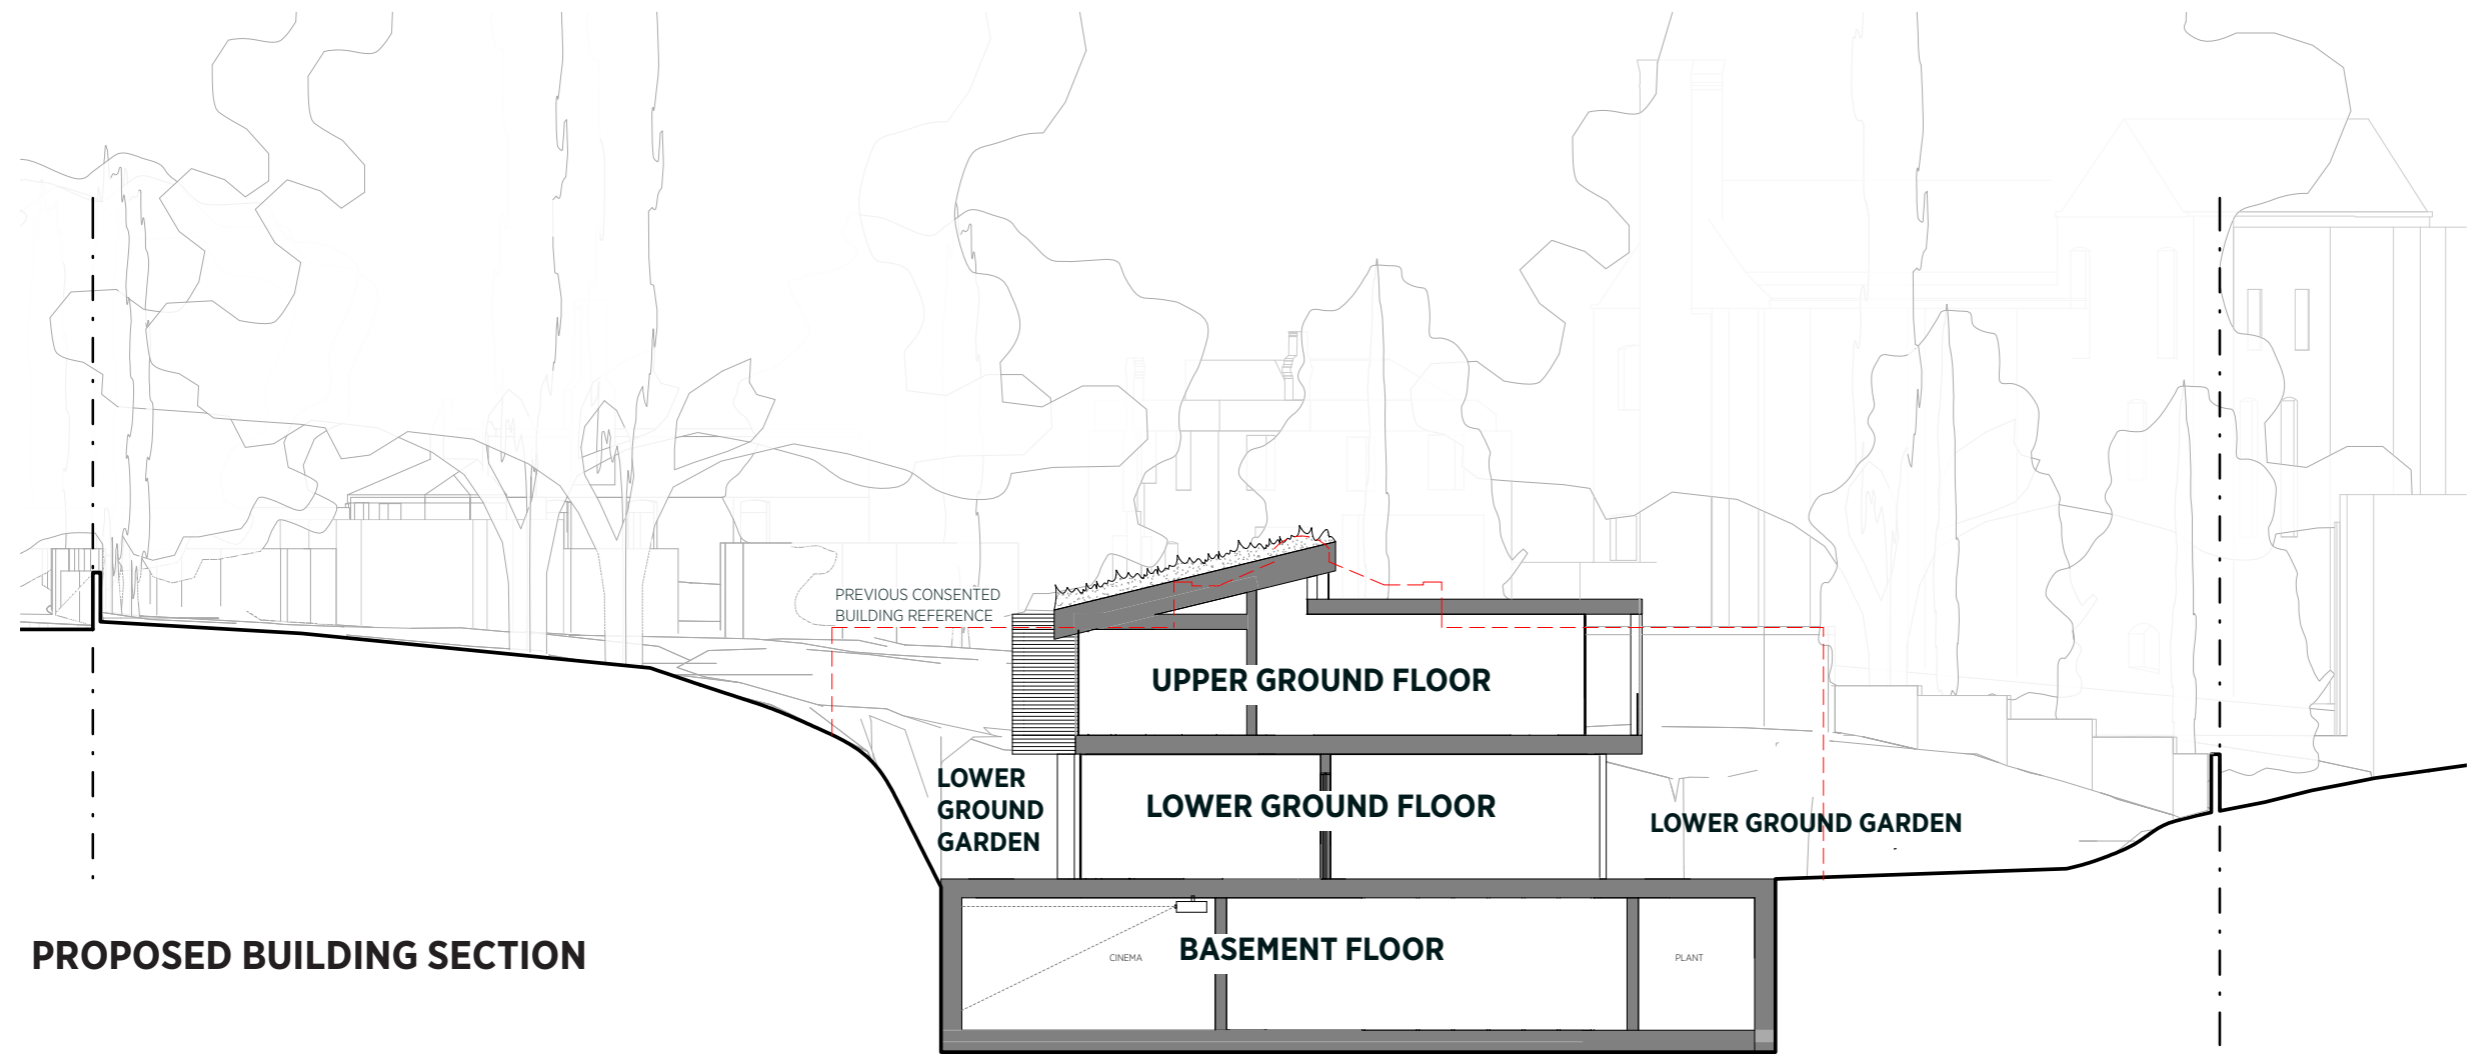 PREVIOUS CONSENTED
BUILDING REFERENCE
UPPER GROUND FLOOR
LOWER
GROUND
GARDEN
LOWER GROUND FLOOR
LOWER GROUND GARDEN
PROPOSED BUILDING SECTION
CINEMA
BASEMENT FLOOR
PLANT